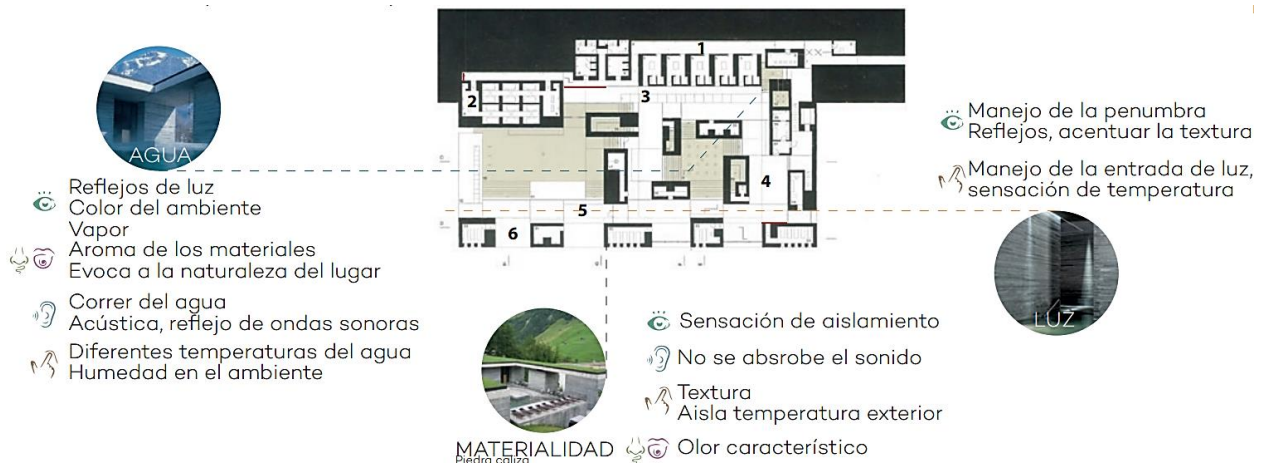 AGUA
Reflejos de luz
Color del ambiente
Vapor
Aroma de los materiales
Evoca a la naturaleza del lugar
Correr del agua
Acústica, reflejo de ondas sonoras
Diferentes temperaturas del agua
Humedad en el ambiente
1
2
3
4
5
6
Manejo de la penumbra
Reflejos, acentuar la textura
Manejo de la entrada de luz,
sensación de temperatura
LÚZ
Sensación de aislamiento
No se absrobe el sonido
Textura
Aisla temperatura exterior
Olor característico
MATERIALIDAD
Piedra caliza